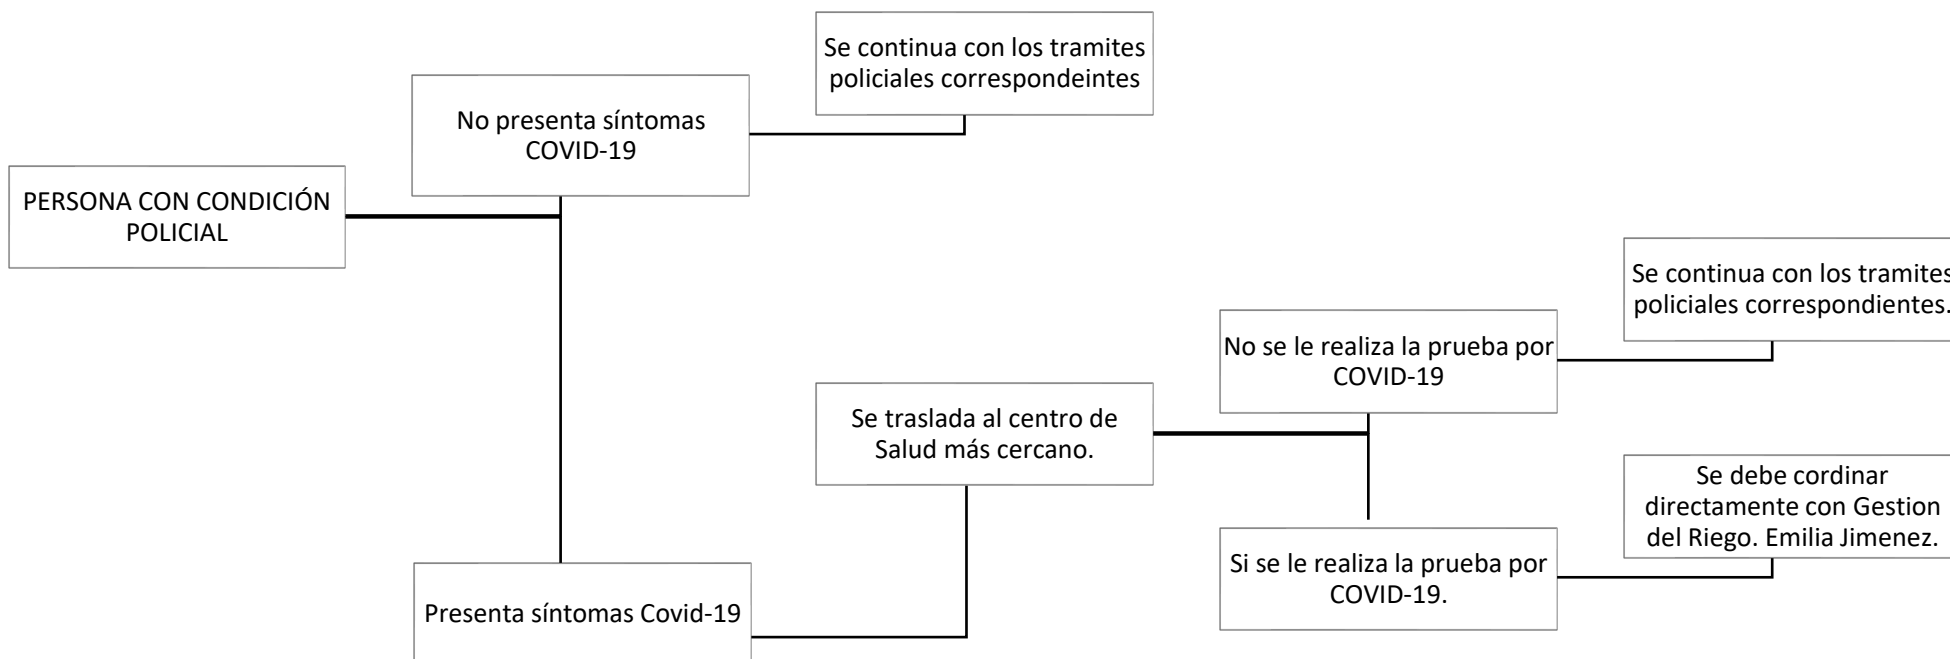 Se continua con los tramites
policiales correspondeintes
No presenta síntomas
COVID-19
PERSONA CON CONDICIÓN
POLICIAL
Se continua con los tramites
policiales correspondientes.
No se le realiza la prueba por
COVID-19
Se traslada al centro de
Salud más cercano.
Se debe cordinar
directamente con Gestion
del Riego. Emilia Jimenez.
Si se le realiza la prueba por
COVID-19.
Presenta síntomas Covid-19